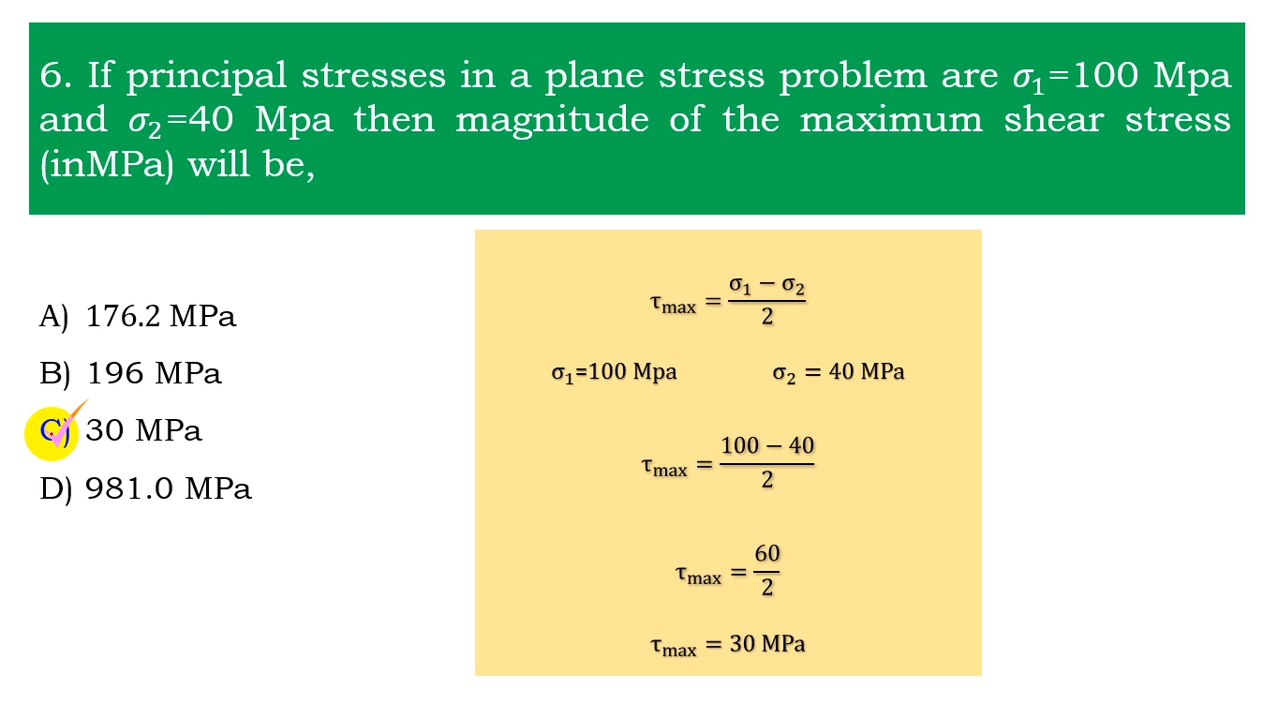 6. If principal stresses in a plane stress problem are σ₁=100 Mpa
and σ₂=40 Mpa then magnitude of the maximum shear stress
(inMPa) will be,
A) 176.2 MPa
B) 196 MPa
C) 30 MPa
D) 981.0 MPa
τmax = (σ₁ − σ₂)/2
σ₁=100 Mpa σ₂ = 40 MPa
τmax = (100 − 40)/2
τmax = 60/2
τmax = 30 MPa